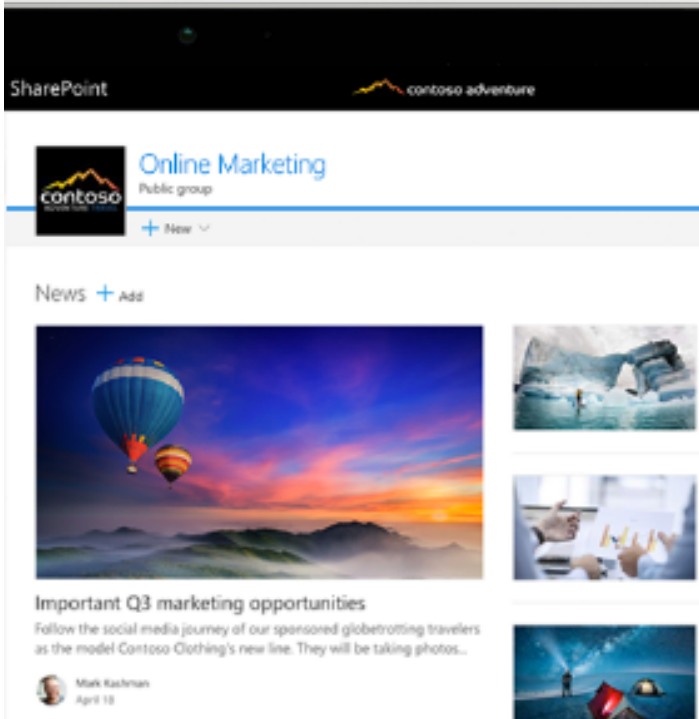 SharePoint
contoso adventure
contoso
ADVENTURE TRAVEL
Online Marketing
Public group
+ New
News + Add
Important Q3 marketing opportunities
Follow the social media journey of our sponsored globetrotting travelers
as the model Contoso Clothing's new line. They will be taking photos...
Mark Kashman
April 18